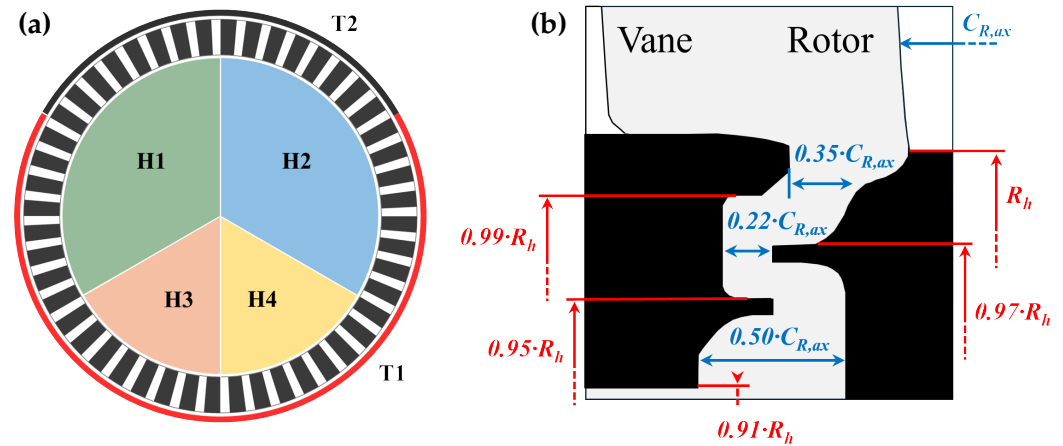 (a)
T2
H1
H2
H3
H4
T1
(b)
Vane
Rotor
C_{R,ax}
0.35·C_{R,ax}
R_h
0.99·R_h
0.22·C_{R,ax}
0.97·R_h
0.95·R_h
0.50·C_{R,ax}
0.91·R_h